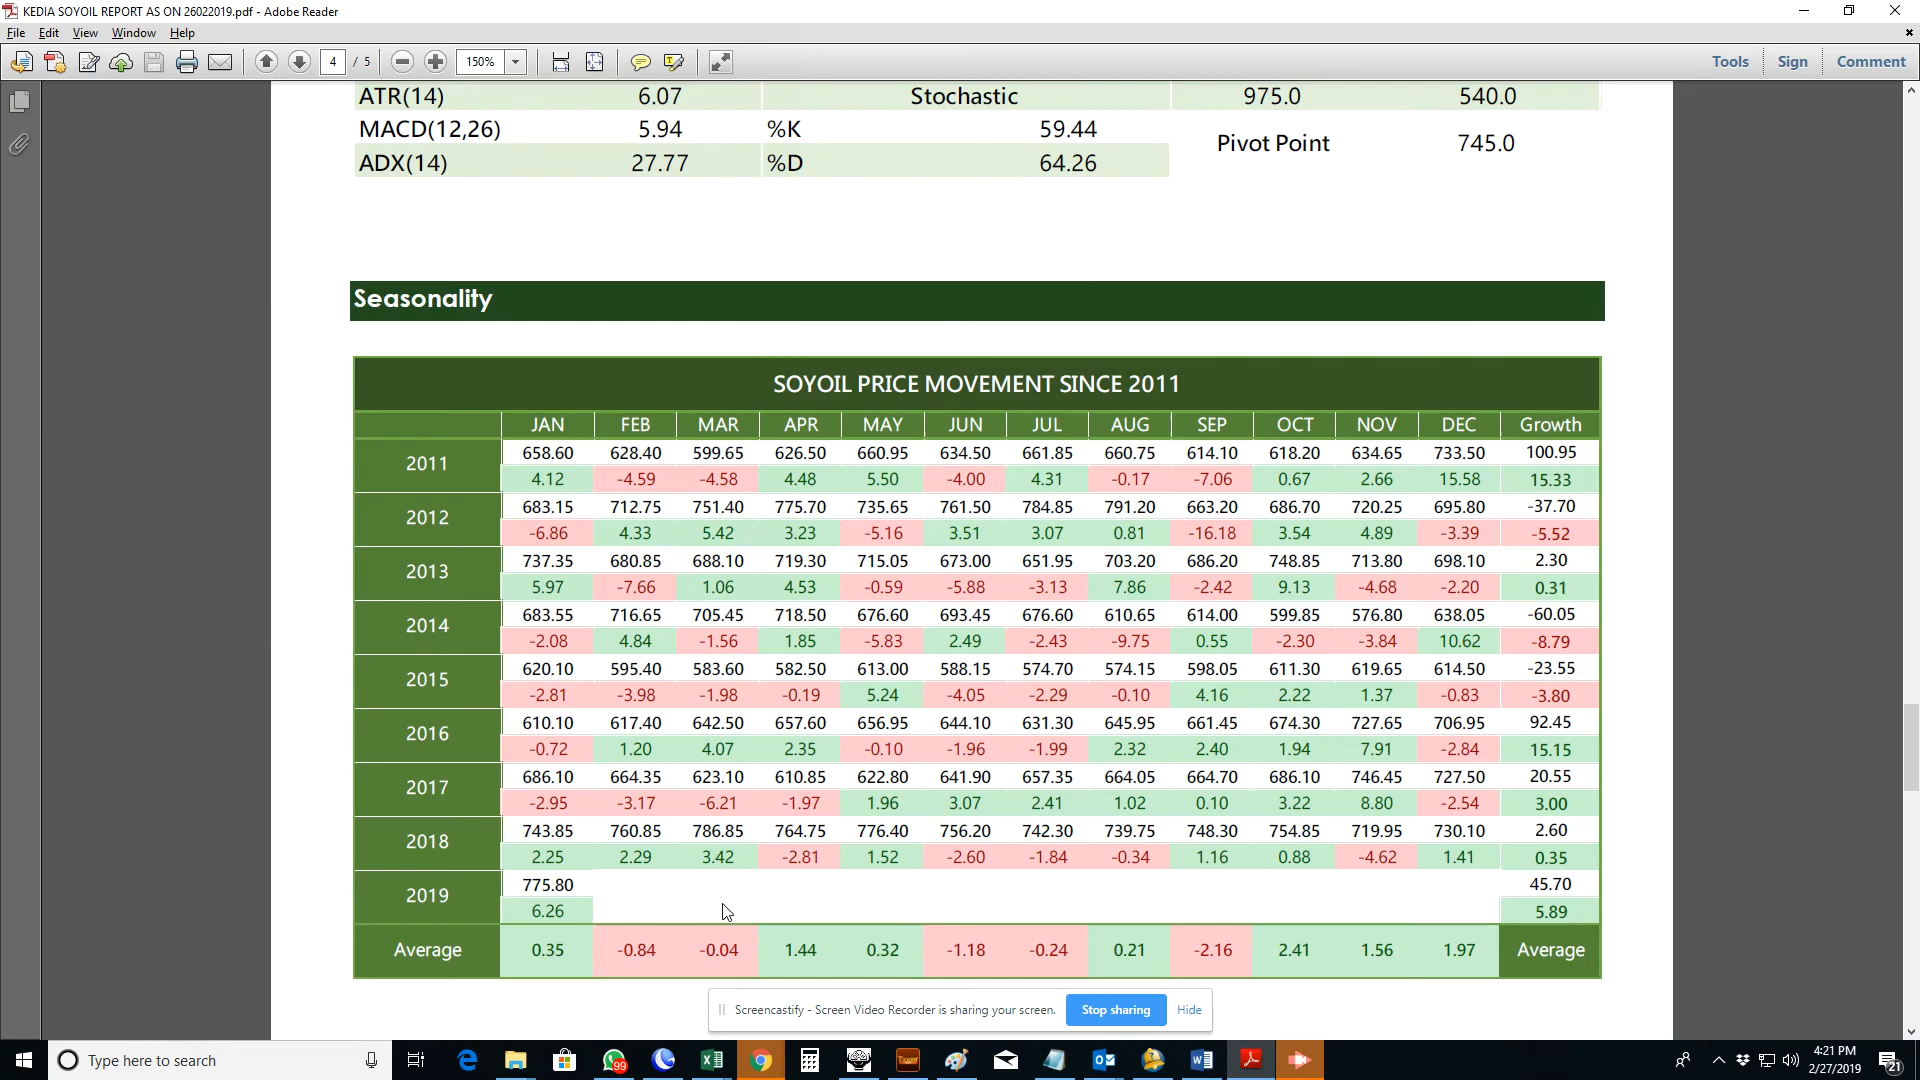 KEDIA SOYOIL REPORT AS ON 26022019.pdf - Adobe Reader
File Edit View Window Help
4 / 5 150% Tools Sign Comment
ATR(14) 6.07 Stochastic 975.0 540.0
MACD(12,26) 5.94 %K 59.44
Pivot Point 745.0
ADX(14) 27.77 %D 64.26
Seasonality
SOYOIL PRICE MOVEMENT SINCE 2011
JAN FEB MAR APR MAY JUN JUL AUG SEP OCT NOV DEC Growth
658.60 628.40 599.65 626.50 660.95 634.50 661.85 660.75 614.10 618.20 634.65 733.50 100.95
2011
4.12 -4.59 -4.58 4.48 5.50 -4.00 4.31 -0.17 -7.06 0.67 2.66 15.58 15.33
683.15 712.75 751.40 775.70 735.65 761.50 784.85 791.20 663.20 686.70 720.25 695.80 -37.70
2012
-6.86 4.33 5.42 3.23 -5.16 3.51 3.07 0.81 -16.18 3.54 4.89 -3.39 -5.52
737.35 680.85 688.10 719.30 715.05 673.00 651.95 703.20 686.20 748.85 713.80 698.10 2.30
2013
5.97 -7.66 1.06 4.53 -0.59 -5.88 -3.13 7.86 -2.42 9.13 -4.68 -2.20 0.31
683.55 716.65 705.45 718.50 676.60 693.45 676.60 610.65 614.00 599.85 576.80 638.05 -60.05
2014
-2.08 4.84 -1.56 1.85 -5.83 2.49 -2.43 -9.75 0.55 -2.30 -3.84 10.62 -8.79
620.10 595.40 583.60 582.50 613.00 588.15 574.70 574.15 598.05 611.30 619.65 614.50 -23.55
2015
-2.81 -3.98 -1.98 -0.19 5.24 -4.05 -2.29 -0.10 4.16 2.22 1.37 -0.83 -3.80
610.10 617.40 642.50 657.60 656.95 644.10 631.30 645.95 661.45 674.30 727.65 706.95 92.45
2016
-0.72 1.20 4.07 2.35 -0.10 -1.96 -1.99 2.32 2.40 1.94 7.91 -2.84 15.15
686.10 664.35 623.10 610.85 622.80 641.90 657.35 664.05 664.70 686.10 746.45 727.50 20.55
2017
-2.95 -3.17 -6.21 -1.97 1.96 3.07 2.41 1.02 0.10 3.22 8.80 -2.54 3.00
743.85 760.85 786.85 764.75 776.40 756.20 742.30 739.75 748.30 754.85 719.95 730.10 2.60
2018
2.25 2.29 3.42 -2.81 1.52 -2.60 -1.84 -0.34 1.16 0.88 -4.62 1.41 0.35
775.80 45.70
2019
6.26 5.89
Average 0.35 -0.84 -0.04 1.44 0.32 -1.18 -0.24 0.21 -2.16 2.41 1.56 1.97 Average
Screencastify - Screen Video Recorder is sharing your screen. Stop sharing Hide
Type here to search
99
4:21 PM
2/27/2019
21